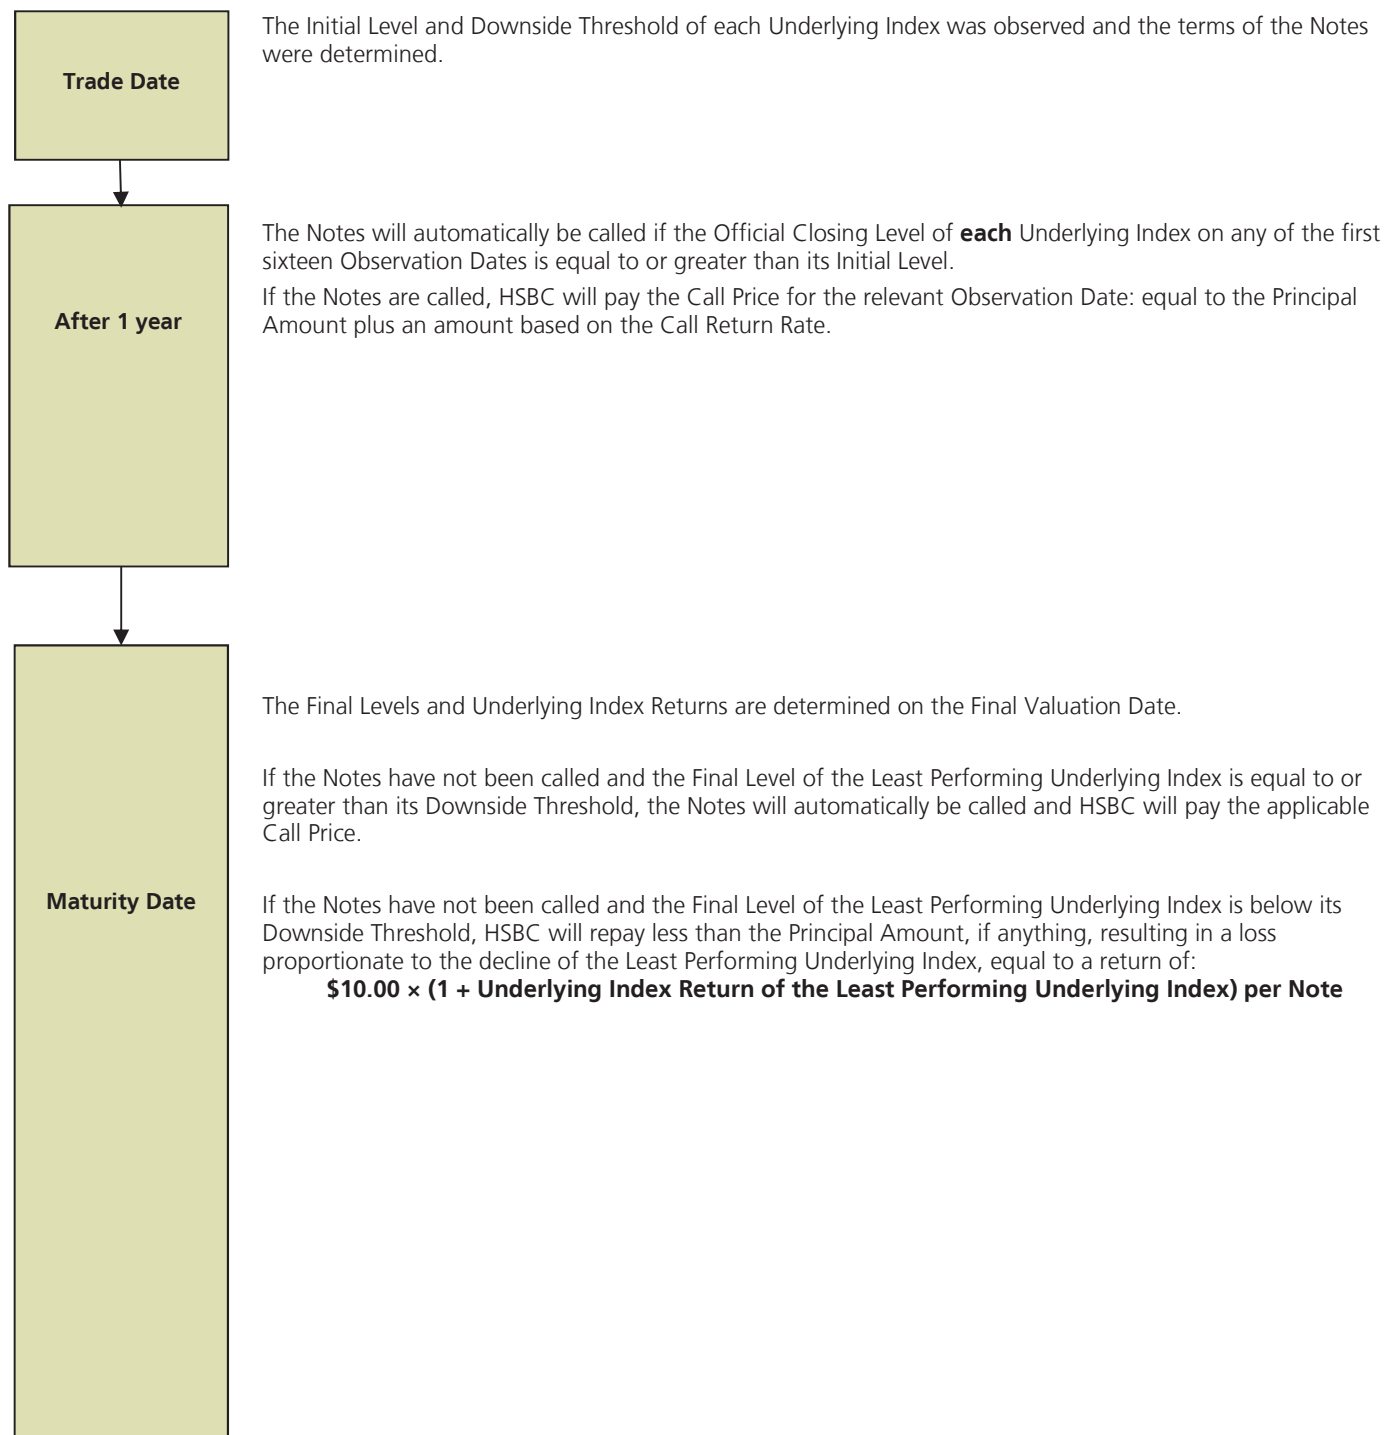 Trade Date
The Initial Level and Downside Threshold of each Underlying Index was observed and the terms of the Notes
were determined.
After 1 year
The Notes will automatically be called if the Official Closing Level of each Underlying Index on any of the first
sixteen Observation Dates is equal to or greater than its Initial Level.
If the Notes are called, HSBC will pay the Call Price for the relevant Observation Date: equal to the Principal
Amount plus an amount based on the Call Return Rate.
Maturity Date
The Final Levels and Underlying Index Returns are determined on the Final Valuation Date.
If the Notes have not been called and the Final Level of the Least Performing Underlying Index is equal to or
greater than its Downside Threshold, the Notes will automatically be called and HSBC will pay the applicable
Call Price.
If the Notes have not been called and the Final Level of the Least Performing Underlying Index is below its
Downside Threshold, HSBC will repay less than the Principal Amount, if anything, resulting in a loss
proportionate to the decline of the Least Performing Underlying Index, equal to a return of:
$10.00 × (1 + Underlying Index Return of the Least Performing Underlying Index) per Note